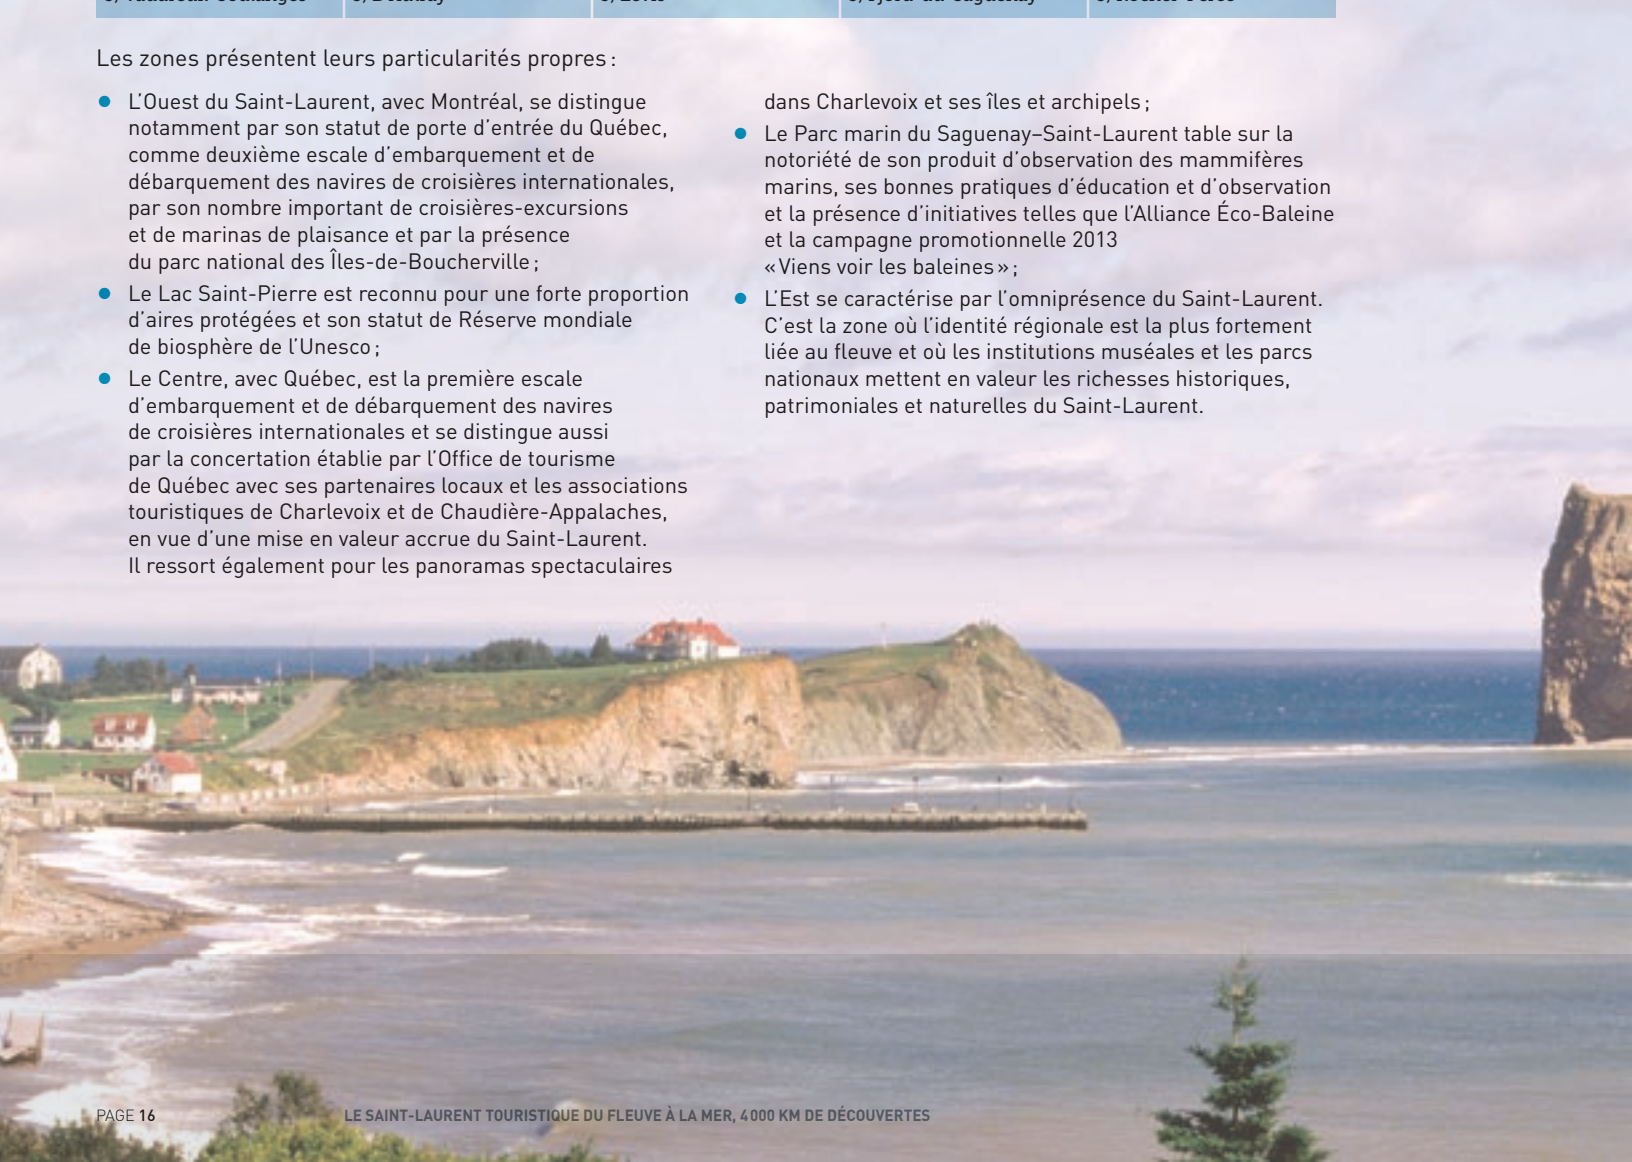 Les zones présentent leurs particularités propres :
● L’Ouest du Saint-Laurent, avec Montréal, se distingue
notamment par son statut de porte d’entrée du Québec,
comme deuxième escale d’embarquement et de
débarquement des navires de croisières internationales,
par son nombre important de croisières-excursions
et de marinas de plaisance et par la présence
du parc national des Îles-de-Boucherville ;
● Le Lac Saint-Pierre est reconnu pour une forte proportion
d’aires protégées et son statut de Réserve mondiale
de biosphère de l’Unesco ;
● Le Centre, avec Québec, est la première escale
d’embarquement et de débarquement des navires
de croisières internationales et se distingue aussi
par la concertation établie par l’Office de tourisme
de Québec avec ses partenaires locaux et les associations
touristiques de Charlevoix et de Chaudière-Appalaches,
en vue d’une mise en valeur accrue du Saint-Laurent.
Il ressort également pour les panoramas spectaculaires
dans Charlevoix et ses îles et archipels ;
● Le Parc marin du Saguenay–Saint-Laurent table sur la
notoriété de son produit d’observation des mammifères
marins, ses bonnes pratiques d’éducation et d’observation
et la présence d’initiatives telles que l’Alliance Éco-Baleine
et la campagne promotionnelle 2013
« Viens voir les baleines » ;
● L’Est se caractérise par l’omniprésence du Saint-Laurent.
C’est la zone où l’identité régionale est la plus fortement
liée au fleuve et où les institutions muséales et les parcs
nationaux mettent en valeur les richesses historiques,
patrimoniales et naturelles du Saint-Laurent.
PAGE 16 LE SAINT-LAURENT TOURISTIQUE DU FLEUVE À LA MER, 4 000 KM DE DÉCOUVERTES